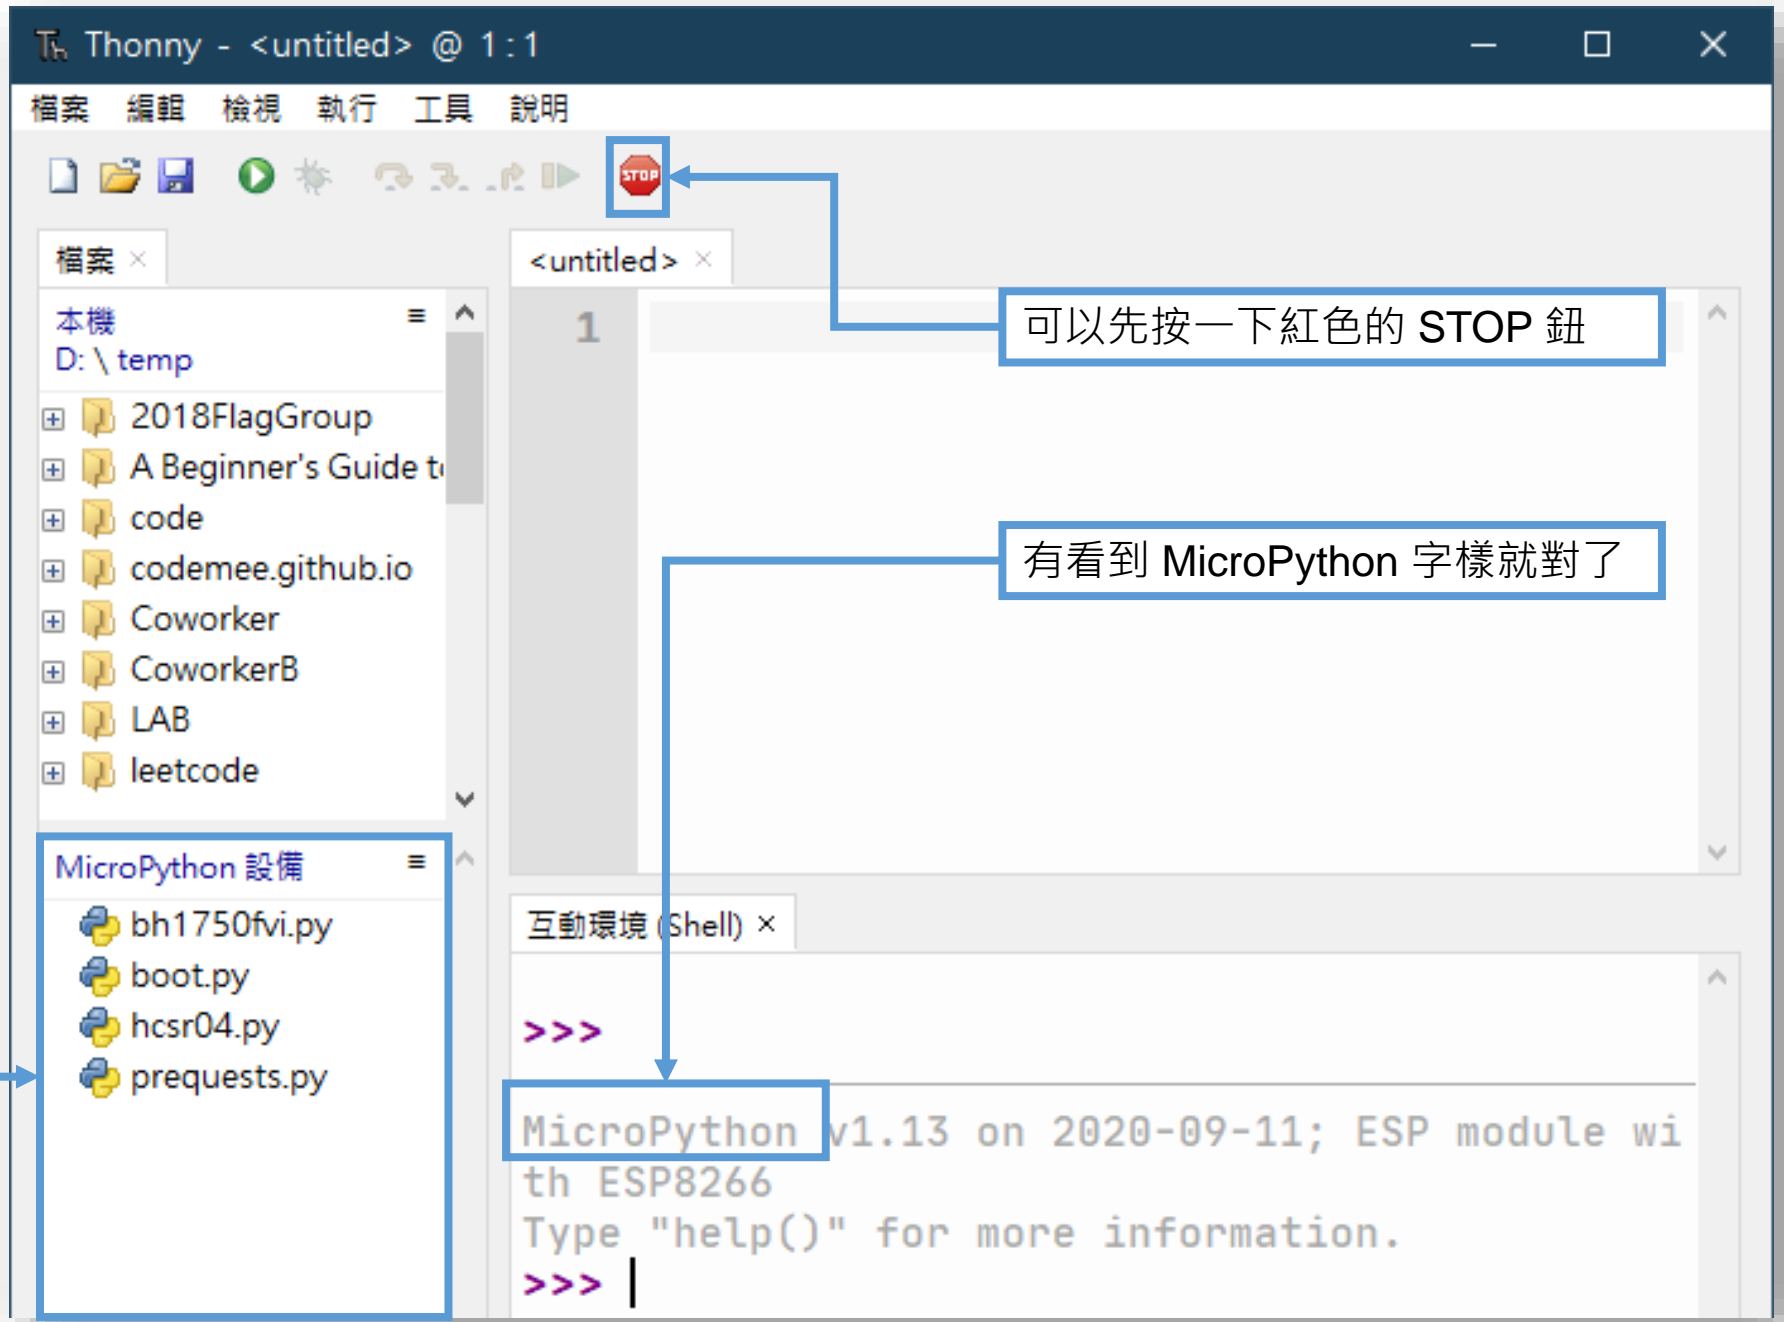 Thonny - <untitled> @ 1:1
檔案 編輯 檢視 執行 工具 說明
STOP
檔案
本機
D: \ temp
2018FlagGroup
A Beginner's Guide t
code
codemee.github.io
Coworker
CoworkerB
LAB
leetcode
MicroPython 設備
bh1750fvi.py
boot.py
hcsr04.py
prequests.py
<untitled>
1
可以先按一下紅色的 STOP 鈕
有看到 MicroPython 字樣就對了
互動環境 (Shell)
>>>
MicroPython v1.13 on 2020-09-11; ESP module wi
th ESP8266
Type "help()" for more information.
>>>